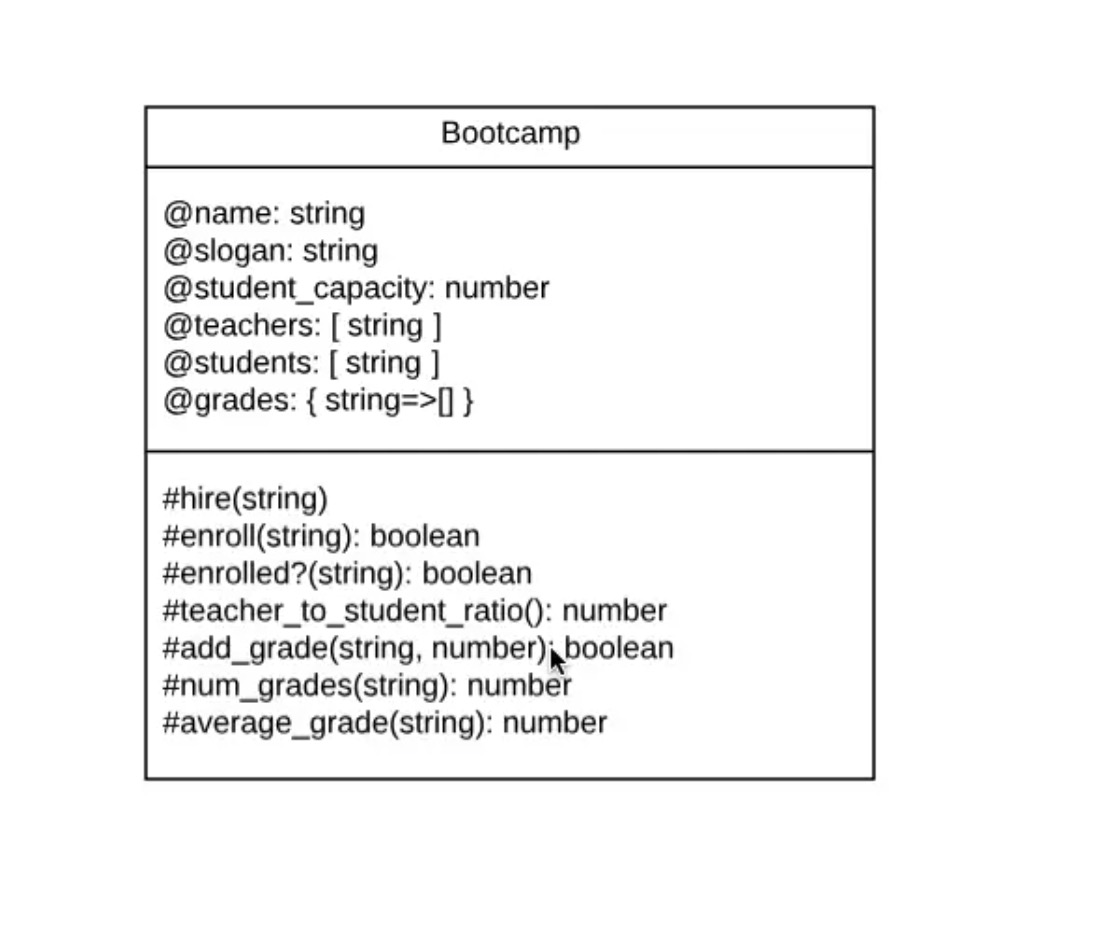 Bootcamp
@name: string
@slogan: string
@student_capacity: number
@teachers: [ string ]
@students: [ string ]
@grades: { string=>[] }
#hire(string)
#enroll(string): boolean
#enrolled?(string): boolean
#teacher_to_student_ratio(): number
#add_grade(string, number): boolean
#num_grades(string): number
#average_grade(string): number